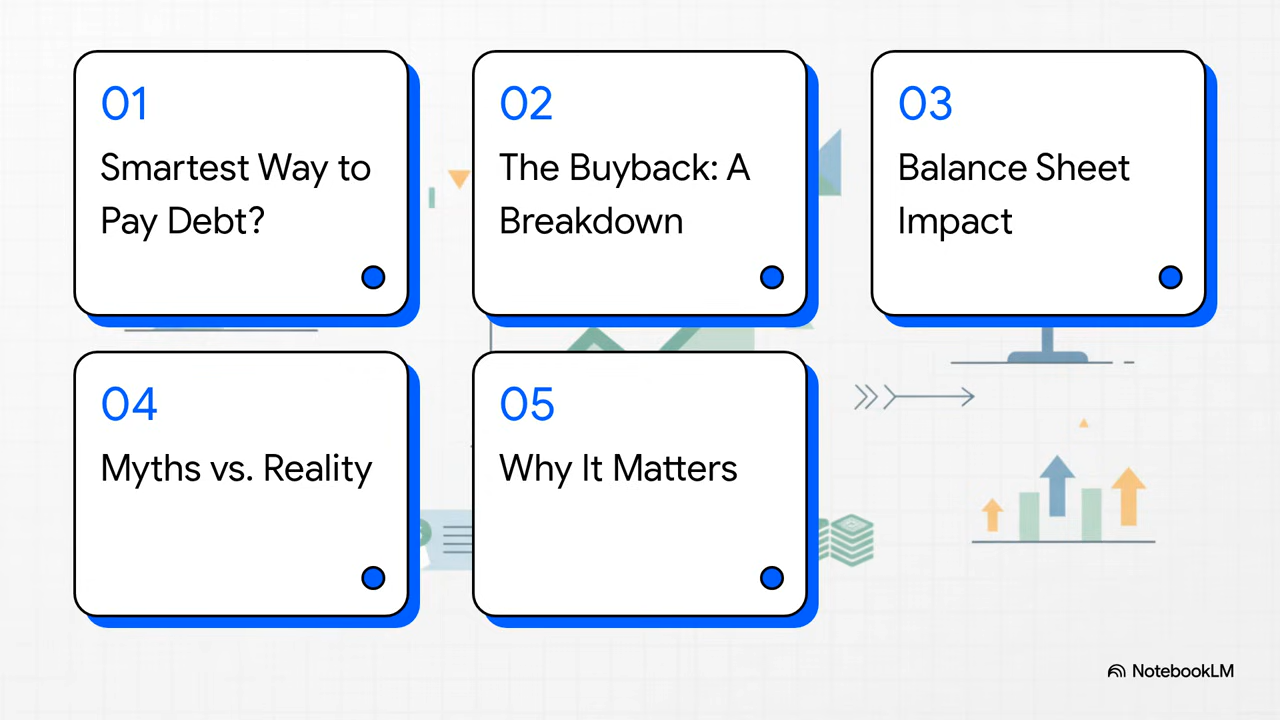 01
Smartest Way to
Pay Debt?
02
The Buyback: A
Breakdown
03
Balance Sheet
Impact
04
Myths vs. Reality
05
Why It Matters
NotebookLM